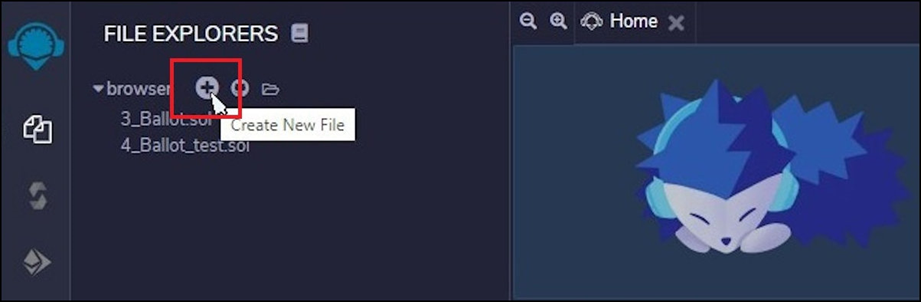 FILE EXPLORERS
Home
browser
3_Ballot.sol
Create New File
4_Ballot_test.sol